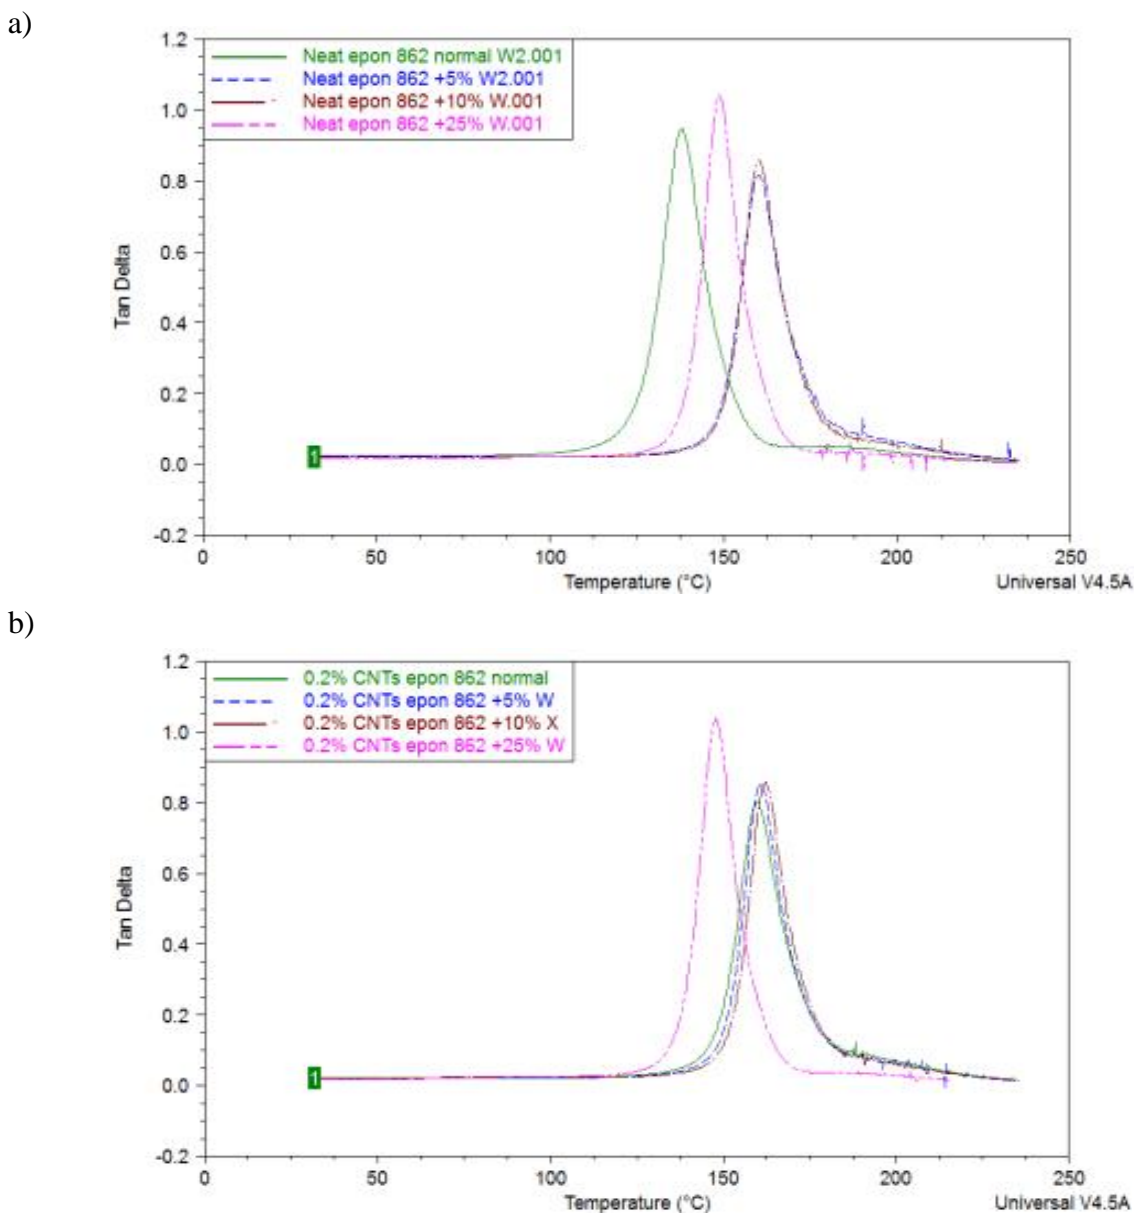 a)
1.2
Neat epon 862 normal W2.001
Neat epon 862 +5% W2.001
Neat epon 862 +10% W.001
Neat epon 862 +25% W.001
1.0
0.8
0.6
Tan Delta
0.4
0.2
0.0
1
-0.2
0
50
100
150
200
250
Temperature (°C)
Universal V4.5A
b)
1.2
0.2% CNTs epon 862 normal
0.2% CNTs epon 862 +5% W
0.2% CNTs epon 862 +10% X
0.2% CNTs epon 862 +25% W
1.0
0.8
0.6
Tan Delta
0.4
0.2
0.0
1
-0.2
0
50
100
150
200
250
Temperature (°C)
Universal V4.5A